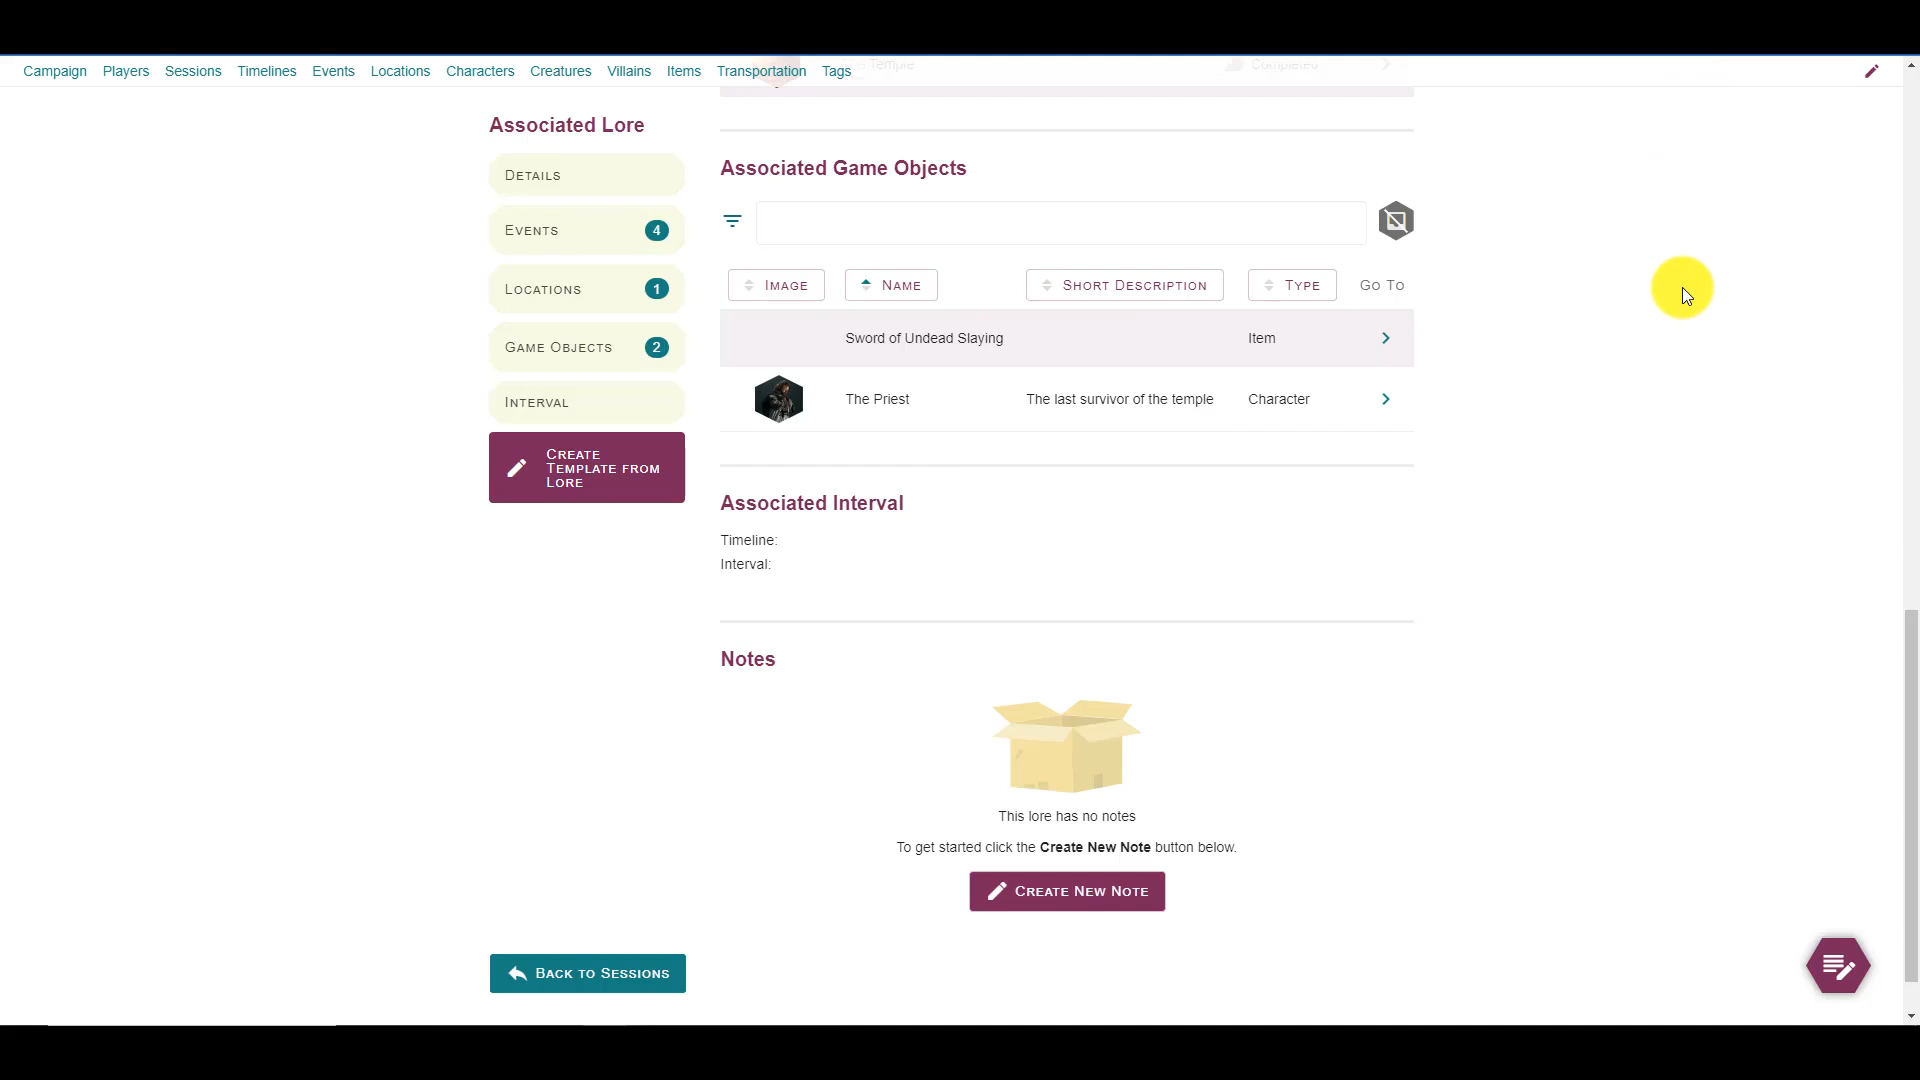 Campaign Players Sessions Timelines Events Locations Characters Creatures Villains Items Transportation Tags
Temple Completed
Associated Lore
Details
Events 4
Locations 1
Game Objects 2
Interval
Create
Template from
Lore
Associated Game Objects
Image Name Short Description Type Go To
Sword of Undead Slaying Item
The Priest The last survivor of the temple Character
Associated Interval
Timeline:
Interval:
Notes
This lore has no notes
To get started click the Create New Note button below.
Create New Note
Back to Sessions